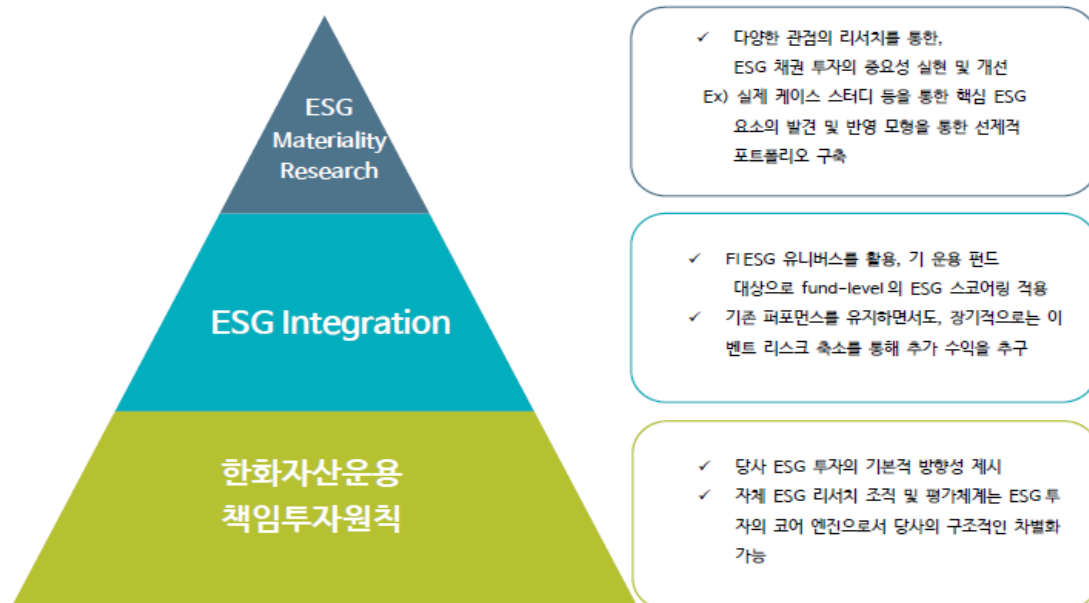 ESG
Materiality
Research
✓ 다양한 관점의 리서치를 통한,
ESG 채권 투자의 중요성 실현 및 개선
Ex) 실제 케이스 스터디 등을 통한 핵심 ESG
요소의 발견 및 반영 모형을 통한 선제적
포트폴리오 구축
ESG Integration
✓ FI ESG 유니버스를 활용, 기 운용 펀드
대상으로 fund-level 의 ESG 스코어링 적용
✓ 기존 퍼포먼스를 유지하면서도, 장기적으로는 이
벤트 리스크 축소를 통해 추가 수익을 추구
한화자산운용
책임투자원칙
✓ 당사 ESG 투자의 기본적 방향성 제시
✓ 자체 ESG 리서치 조직 및 평가체계는 ESG 투
자의 코어 엔진으로서 당사의 구조적인 차별화
가능